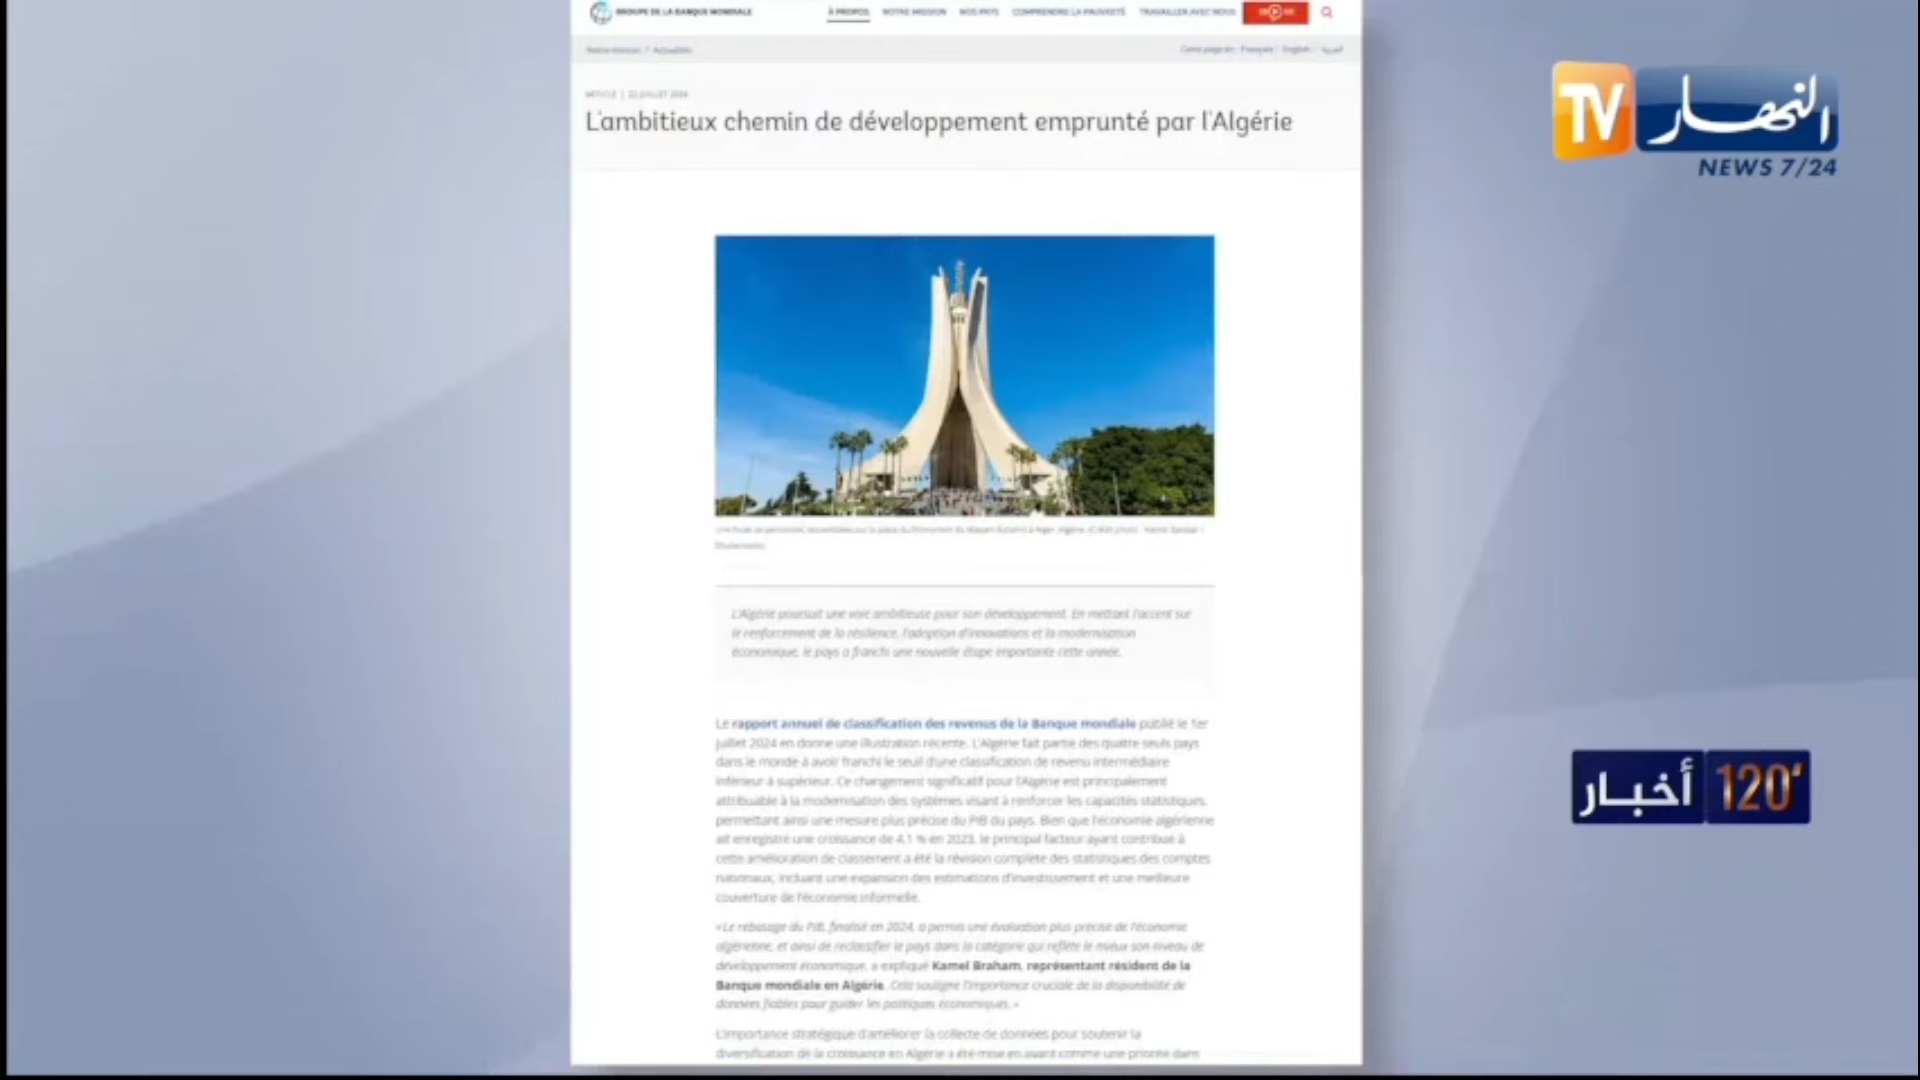 GROUPE DE LA BANQUE MONDIALE
À PROPOS NOTRE MISSION NOS PAYS COMPRENDRE LA PAUVRETÉ TRAVAILLER AVEC NOUS
Notre mission / Actualités
Cette page en: Français English العربية
TV النهار
NEWS 7/24
ARTICLE | 22 JUILLET 2024
L'ambitieux chemin de développement emprunté par l'Algérie
L'Algérie poursuit une voie ambitieuse pour son développement. En mettant l'accent sur
le renforcement de la résilience, l'adoption d'innovations et la modernisation
économique, le pays a franchi une nouvelle étape importante cette année.
Le rapport annuel de classification des revenus de la Banque mondiale publié le 1er
juillet 2024 en donne une illustration récente. L'Algérie fait partie des quatre seuls pays
dans le monde à avoir franchi le seuil d'une classification de revenu intermédiaire
inférieur à supérieur. Ce changement significatif pour l'Algérie est principalement
attribuable à la modernisation des systèmes visant à renforcer les capacités statistiques,
permettant ainsi une mesure plus précise du PIB du pays. Bien que l'économie algérienne
ait enregistré une croissance de 4.1 % en 2023, le principal facteur ayant contribué à
cette amélioration de classement a été la révision complète des statistiques des comptes
nationaux, incluant une expansion des estimations d'investissement et une meilleure
couverture de l'économie informelle.
« Le rebasage du PIB, finalisé en 2024, a permis une évaluation plus précise de l'économie
algérienne, et ainsi de reclassifier le pays dans la catégorie qui reflète le mieux son niveau de
développement économique, a expliqué Kamel Braham, représentant résident de la
Banque mondiale en Algérie. Cela souligne l'importance cruciale de la disponibilité de
données fiables pour guider les politiques économiques. »
L'importance stratégique d'améliorer la collecte de données pour soutenir la
diversification de la croissance en Algérie a été mise en avant comme une priorité dans
أخبار 120'